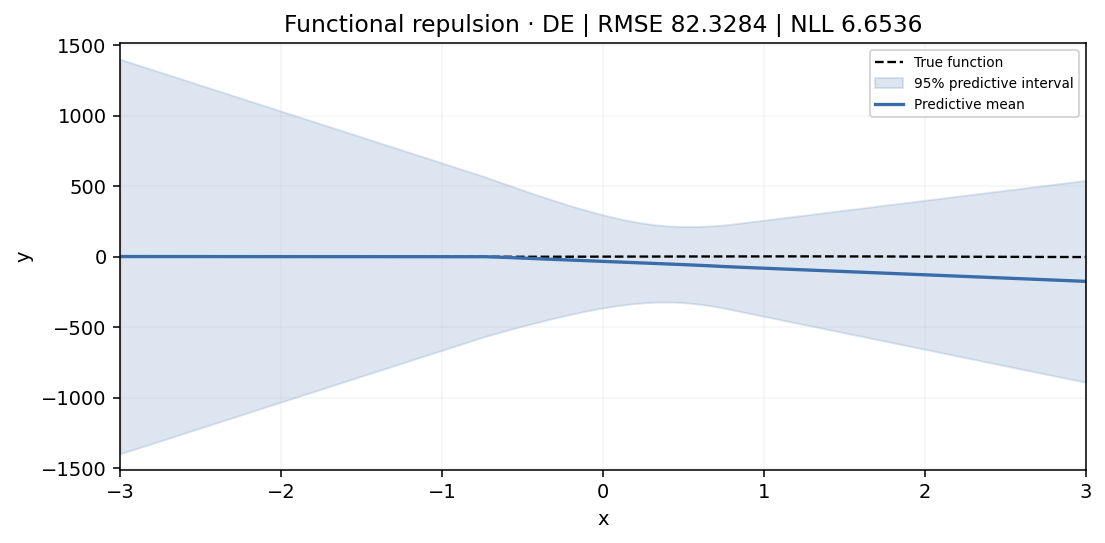 Functional repulsion · DE | RMSE 82.3284 | NLL 6.6536
True function
95% predictive interval
Predictive mean
1500
1000
500
0
−500
−1000
−1500
y
−3
−2
−1
0
1
2
3
x